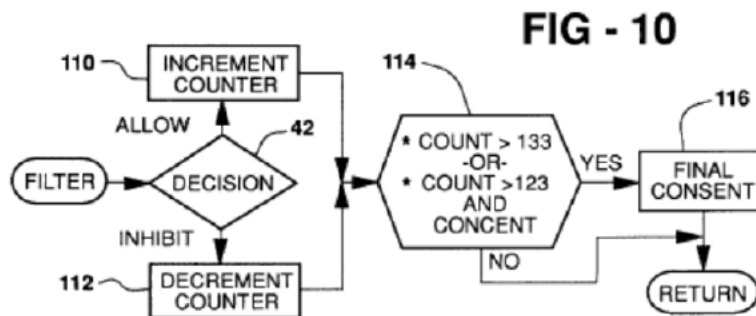 FIG - 10
110
INCREMENT
COUNTER
114
116
ALLOW
42
* COUNT > 133
-OR-
* COUNT >123
AND
CONCENT
YES
FINAL
CONSENT
FILTER
DECISION
INHIBIT
NO
112
DECREMENT
COUNTER
RETURN